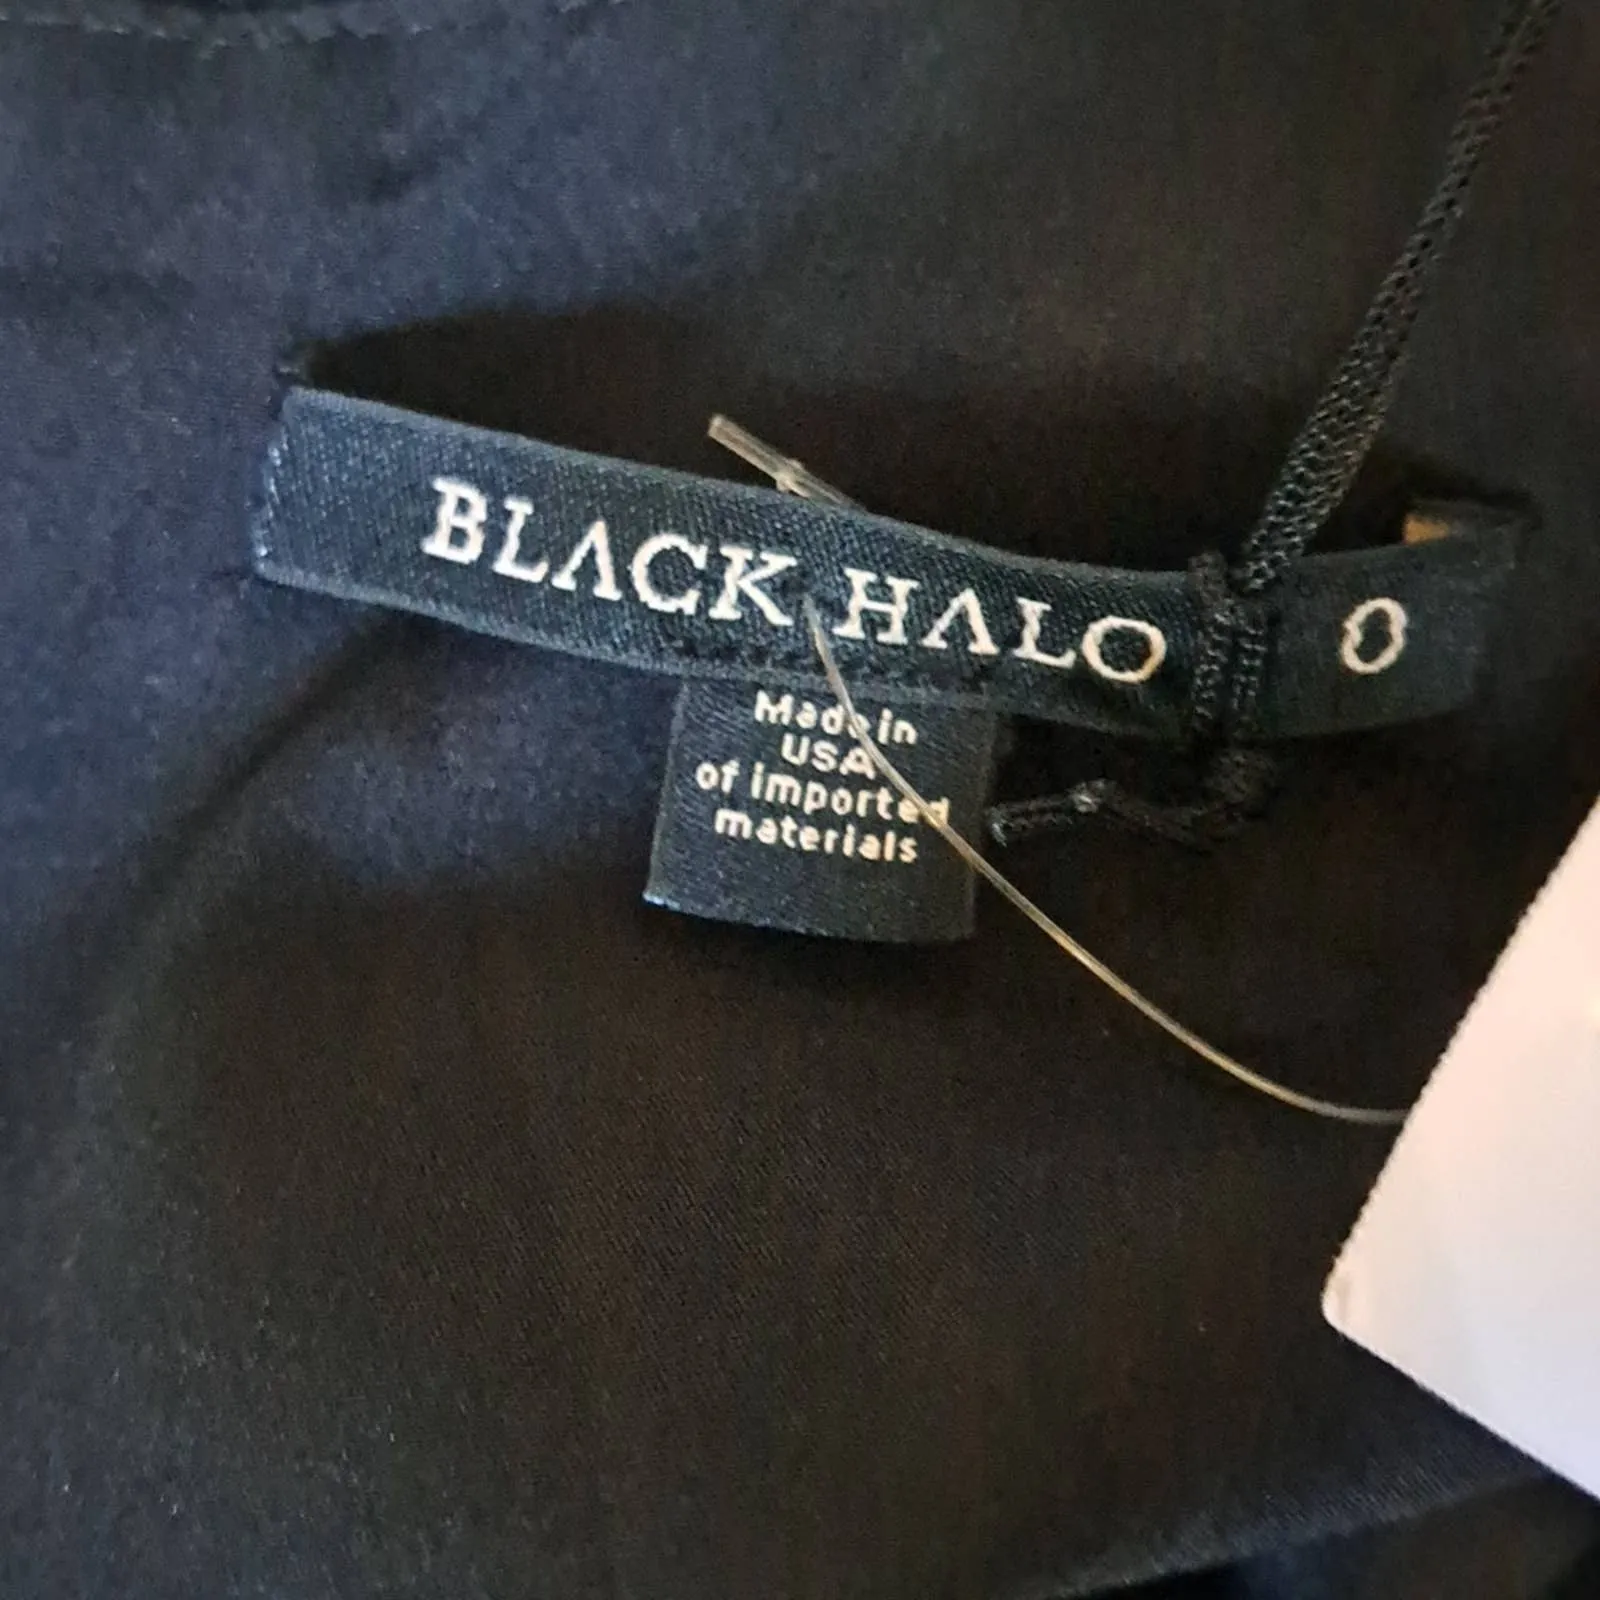 BLACK HALO 0
Made in
USA
of imported
materials